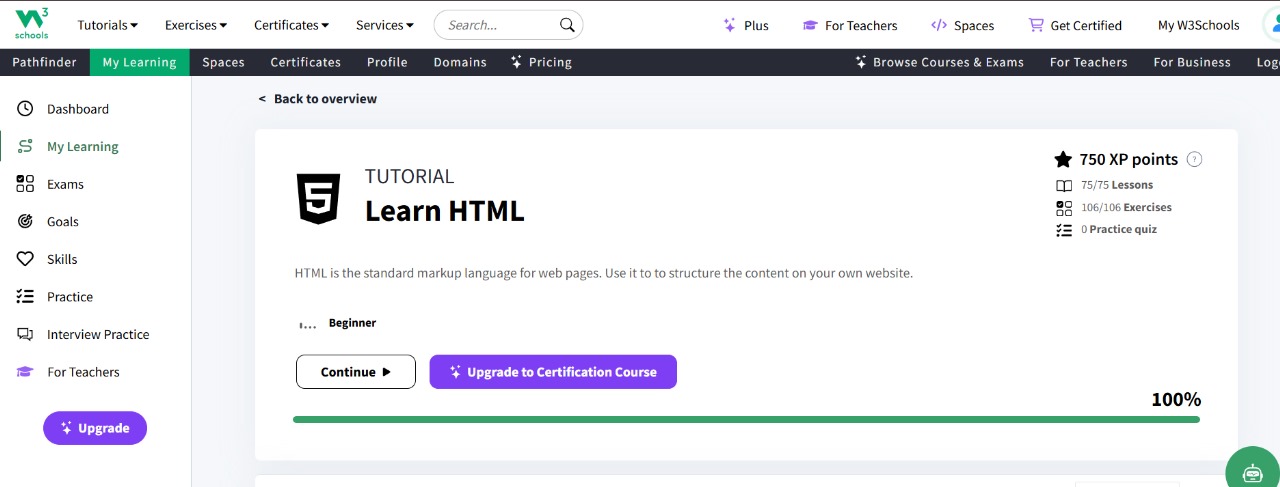 W3 schools
Tutorials Exercises Certificates Services Search... Plus For Teachers Spaces Get Certified My W3Schools
Pathfinder My Learning Spaces Certificates Profile Domains Pricing Browse Courses & Exams For Teachers For Business Logo
Dashboard
My Learning
Exams
Goals
Skills
Practice
Interview Practice
For Teachers
Upgrade
< Back to overview
TUTORIAL
Learn HTML
750 XP points ?
75/75 Lessons
106/106 Exercises
0 Practice quiz
HTML is the standard markup language for web pages. Use it to to structure the content on your own website.
Beginner
Continue
Upgrade to Certification Course
100%